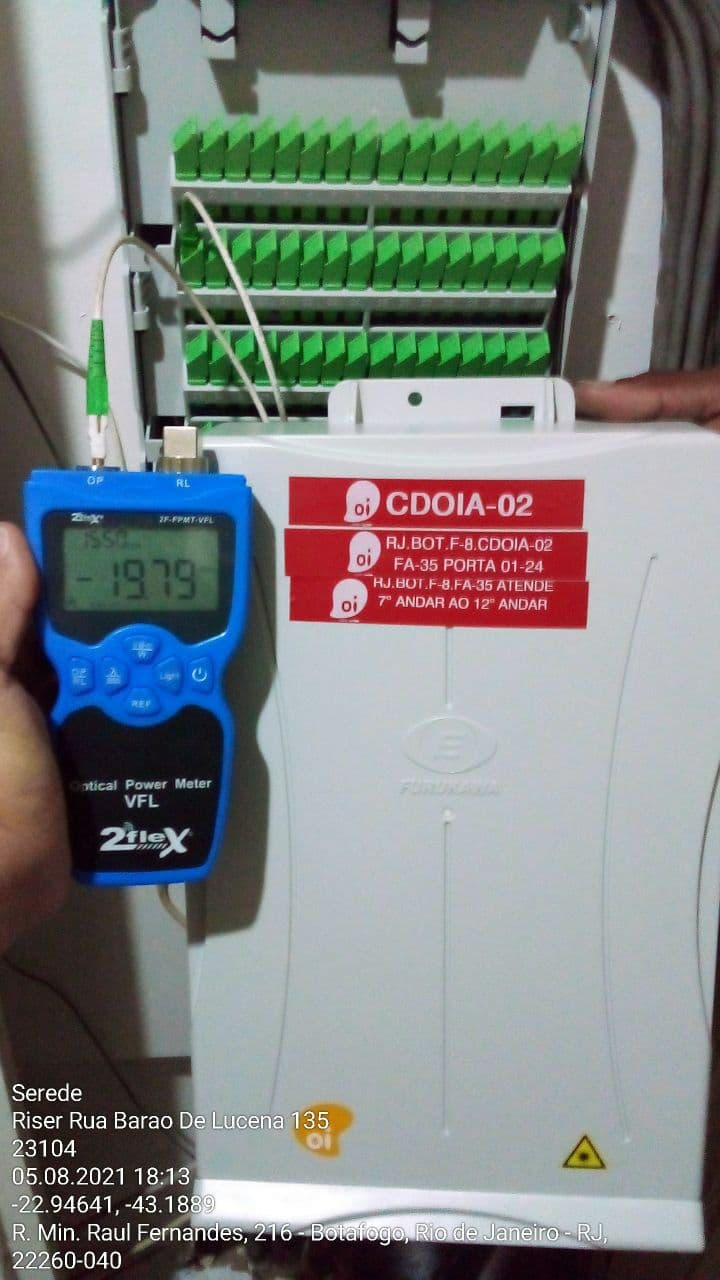 OP
RL
2flex
2F-FPMT-VFL
1550
-19.79
Light
REF
Optical Power Meter
VFL
2flex
oi CDOIA-02
oi RJ.BOT.F-8.CDOIA-02
FA-35 PORTA 01-24
oi RJ.BOT.F-8.FA-35 ATENDE
7º ANDAR AO 12º ANDAR
FURUKAWA
oi
Serede
Riser Rua Barao De Lucena 135
23104
05.08.2021 18:13
-22.94641, -43.1889
R. Min. Raul Fernandes, 216 - Botafogo, Rio de Janeiro - RJ,
22260-040